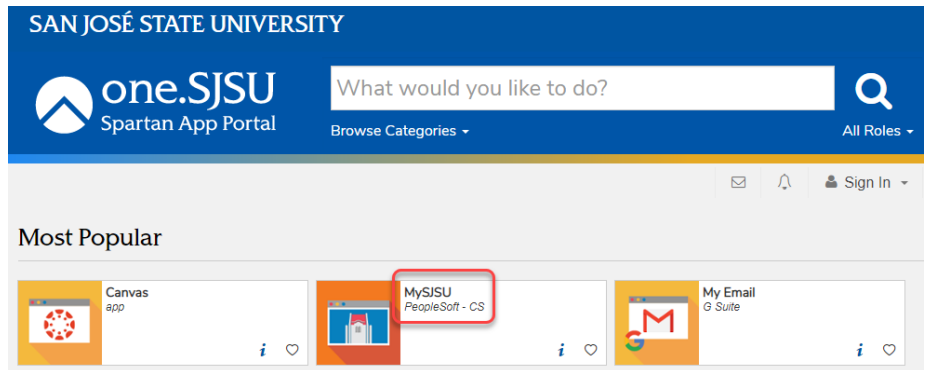 SAN JOSÉ STATE UNIVERSITY
one.SJSU
Spartan App Portal
What would you like to do?
Browse Categories
All Roles
Sign In
Most Popular
Canvas
app
i
MySJSU
PeopleSoft - CS
i
My Email
G Suite
i